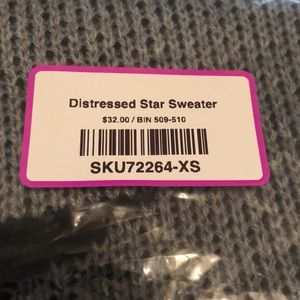 Distressed Star Sweater
$32.00 / BIN 509-510
SKU72264-XS